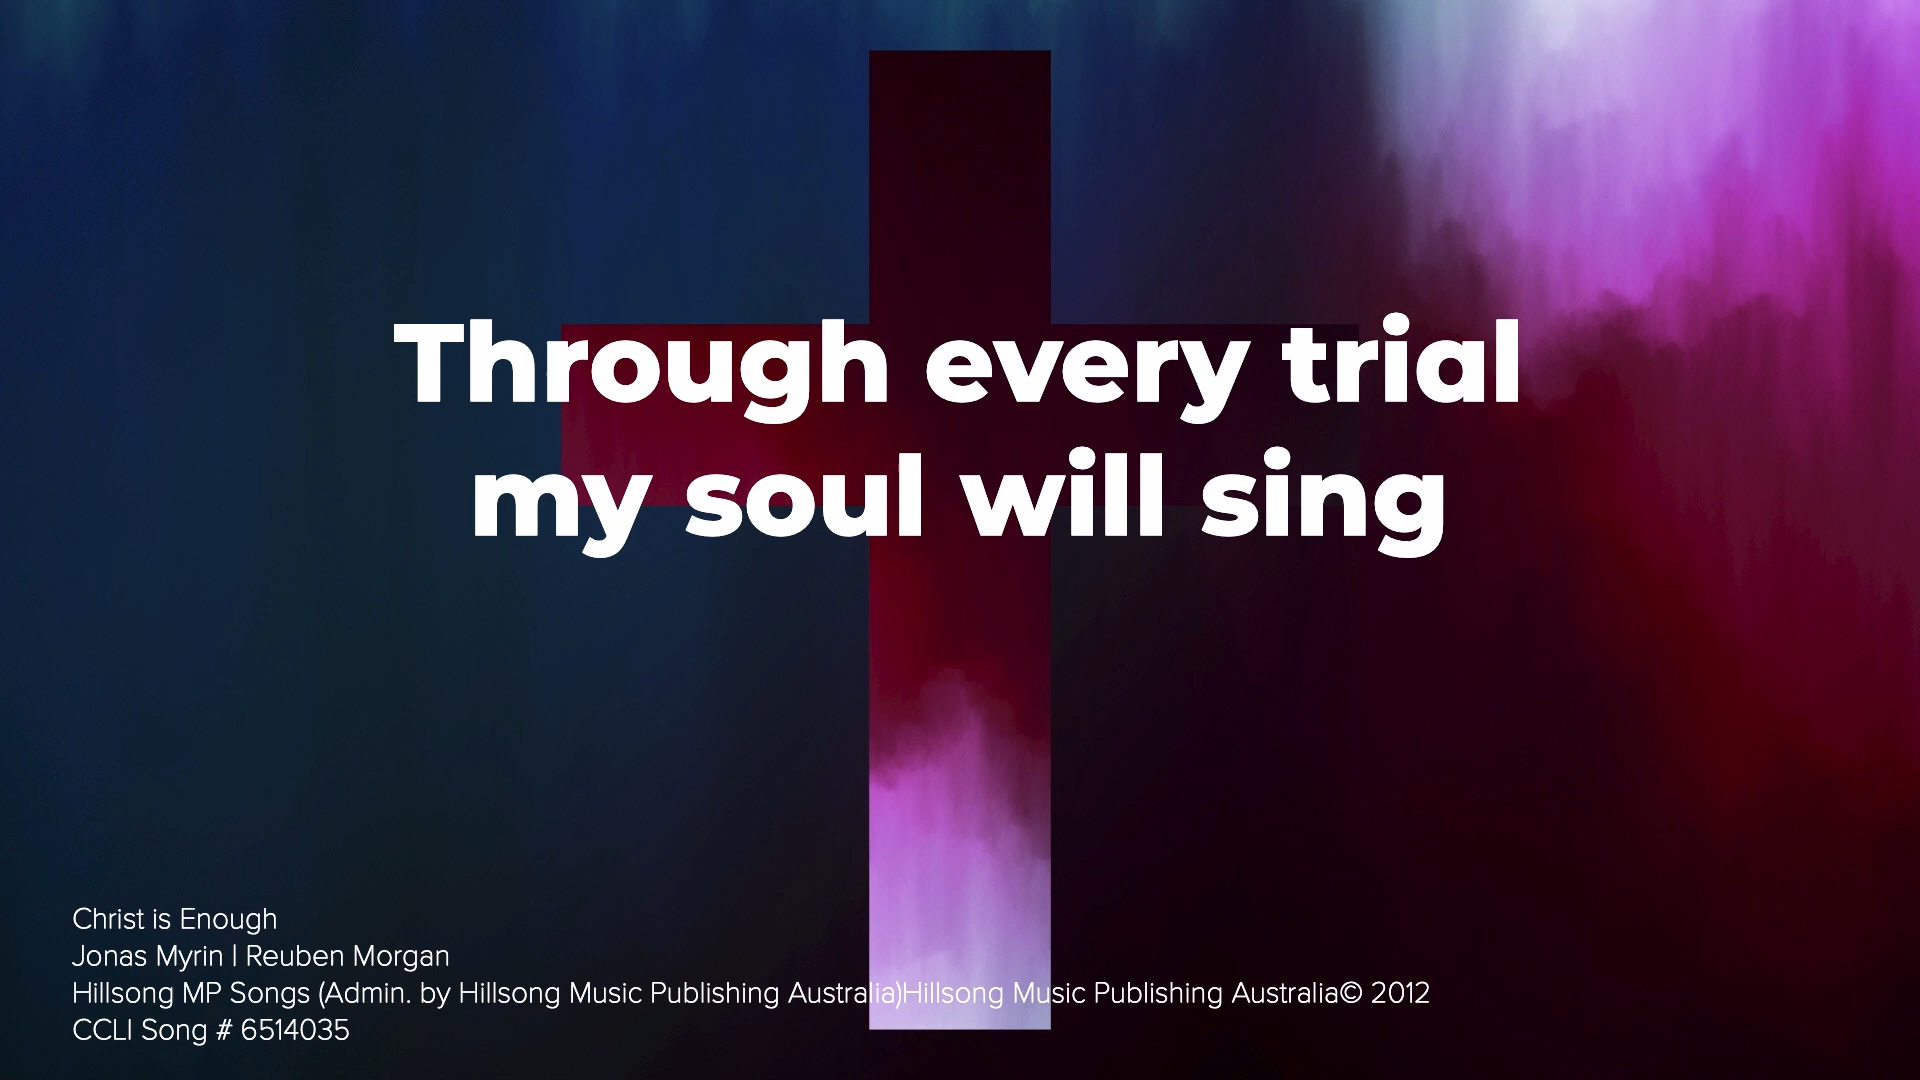 Through every trial
my soul will sing
Christ is Enough
Jonas Myrin | Reuben Morgan
Hillsong MP Songs (Admin. by Hillsong Music Publishing Australia)Hillsong Music Publishing Australia© 2012
CCLI Song # 6514035